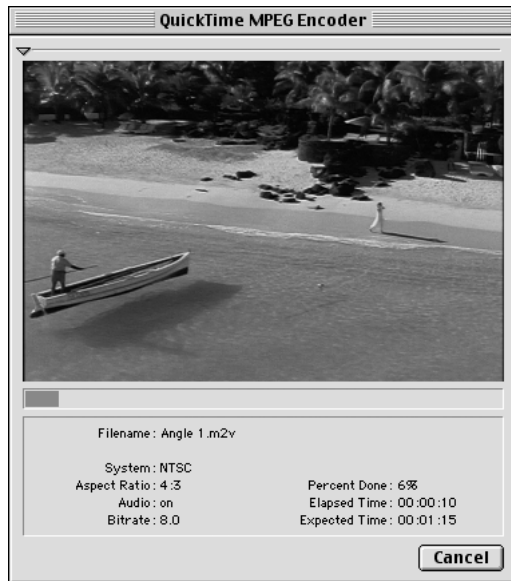 QuickTime MPEG Encoder
Filename: Angle 1.m2v
System: NTSC
Aspect Ratio: 4:3
Audio: on
Bitrate: 8.0
Percent Done: 6%
Elapsed Time: 00:00:10
Expected Time: 00:01:15
Cancel